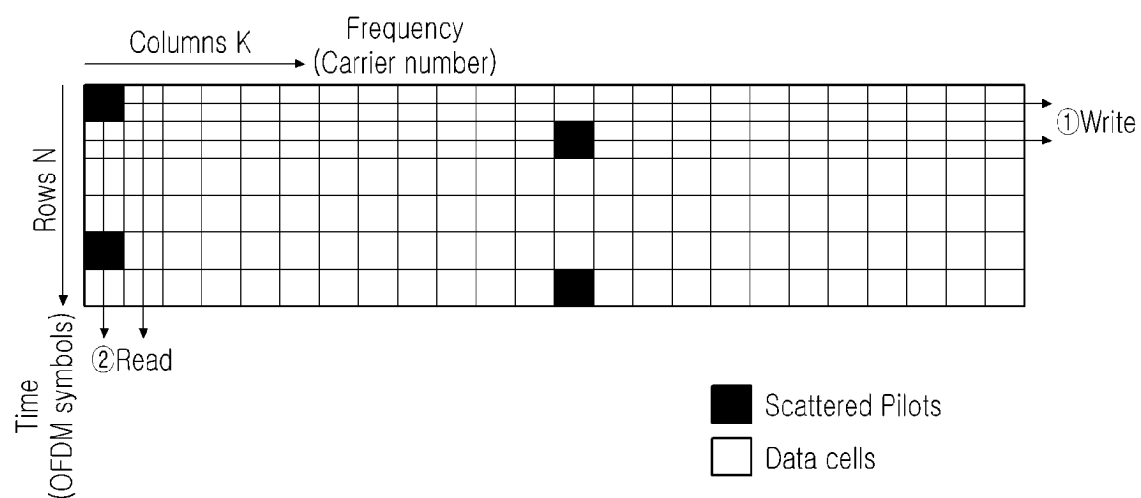 Columns K
Frequency
(Carrier number)
①Write
Rows N
Time
(OFDM symbols)
②Read
Scattered Pilots
Data cells